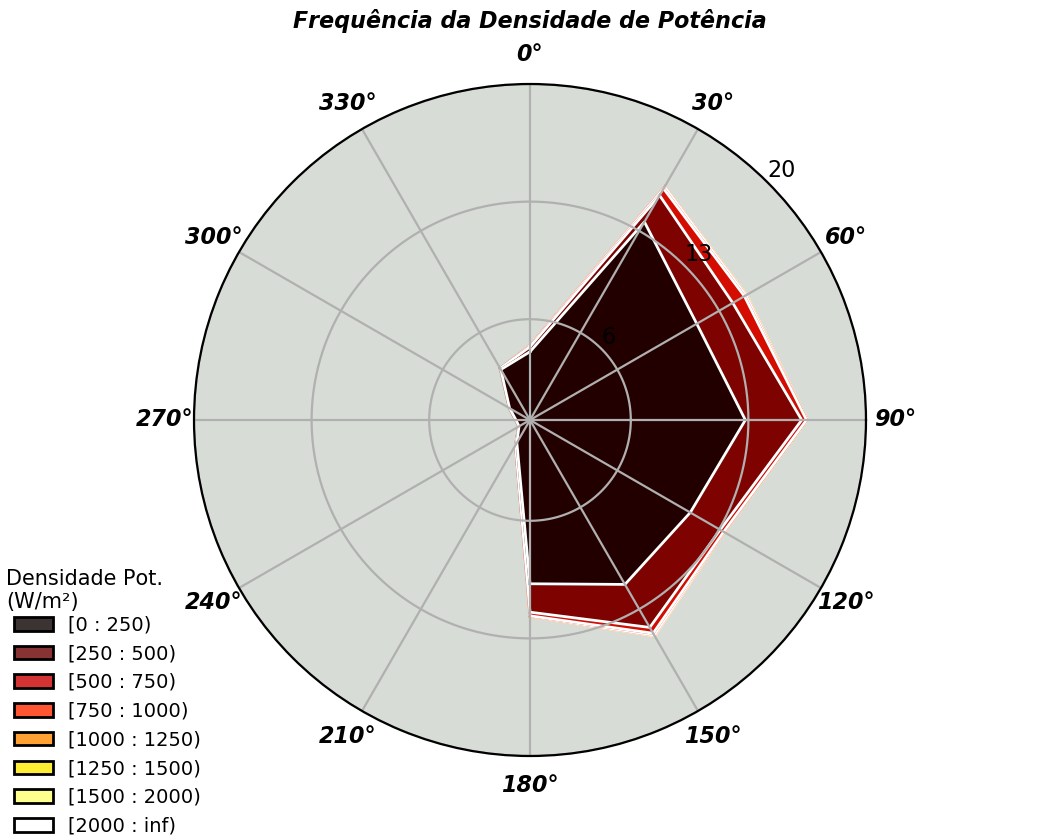 Frequência da Densidade de Potência
0°
330°
30°
20
300°
60°
13
6
270°
90°
240°
120°
210°
150°
180°
Densidade Pot.
(W/m²)
[0 : 250)
[250 : 500)
[500 : 750)
[750 : 1000)
[1000 : 1250)
[1250 : 1500)
[1500 : 2000)
[2000 : inf)